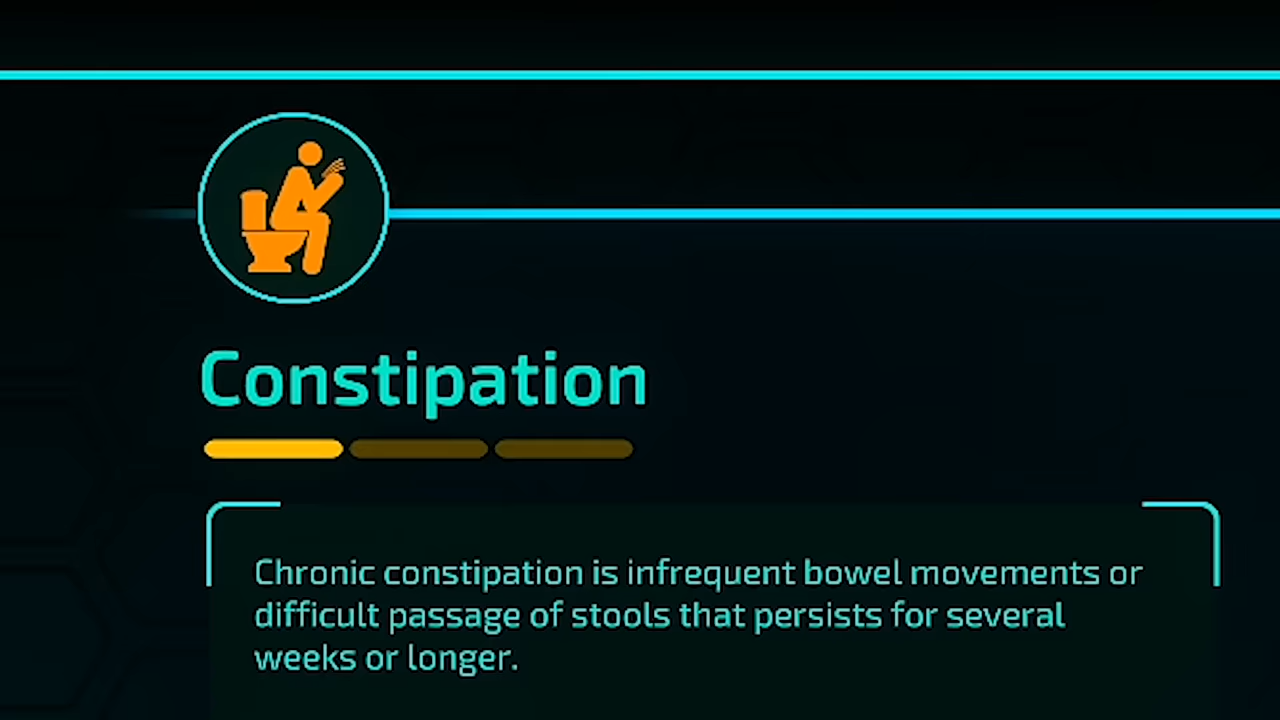 Constipation
Chronic constipation is infrequent bowel movements or
difficult passage of stools that persists for several
weeks or longer.